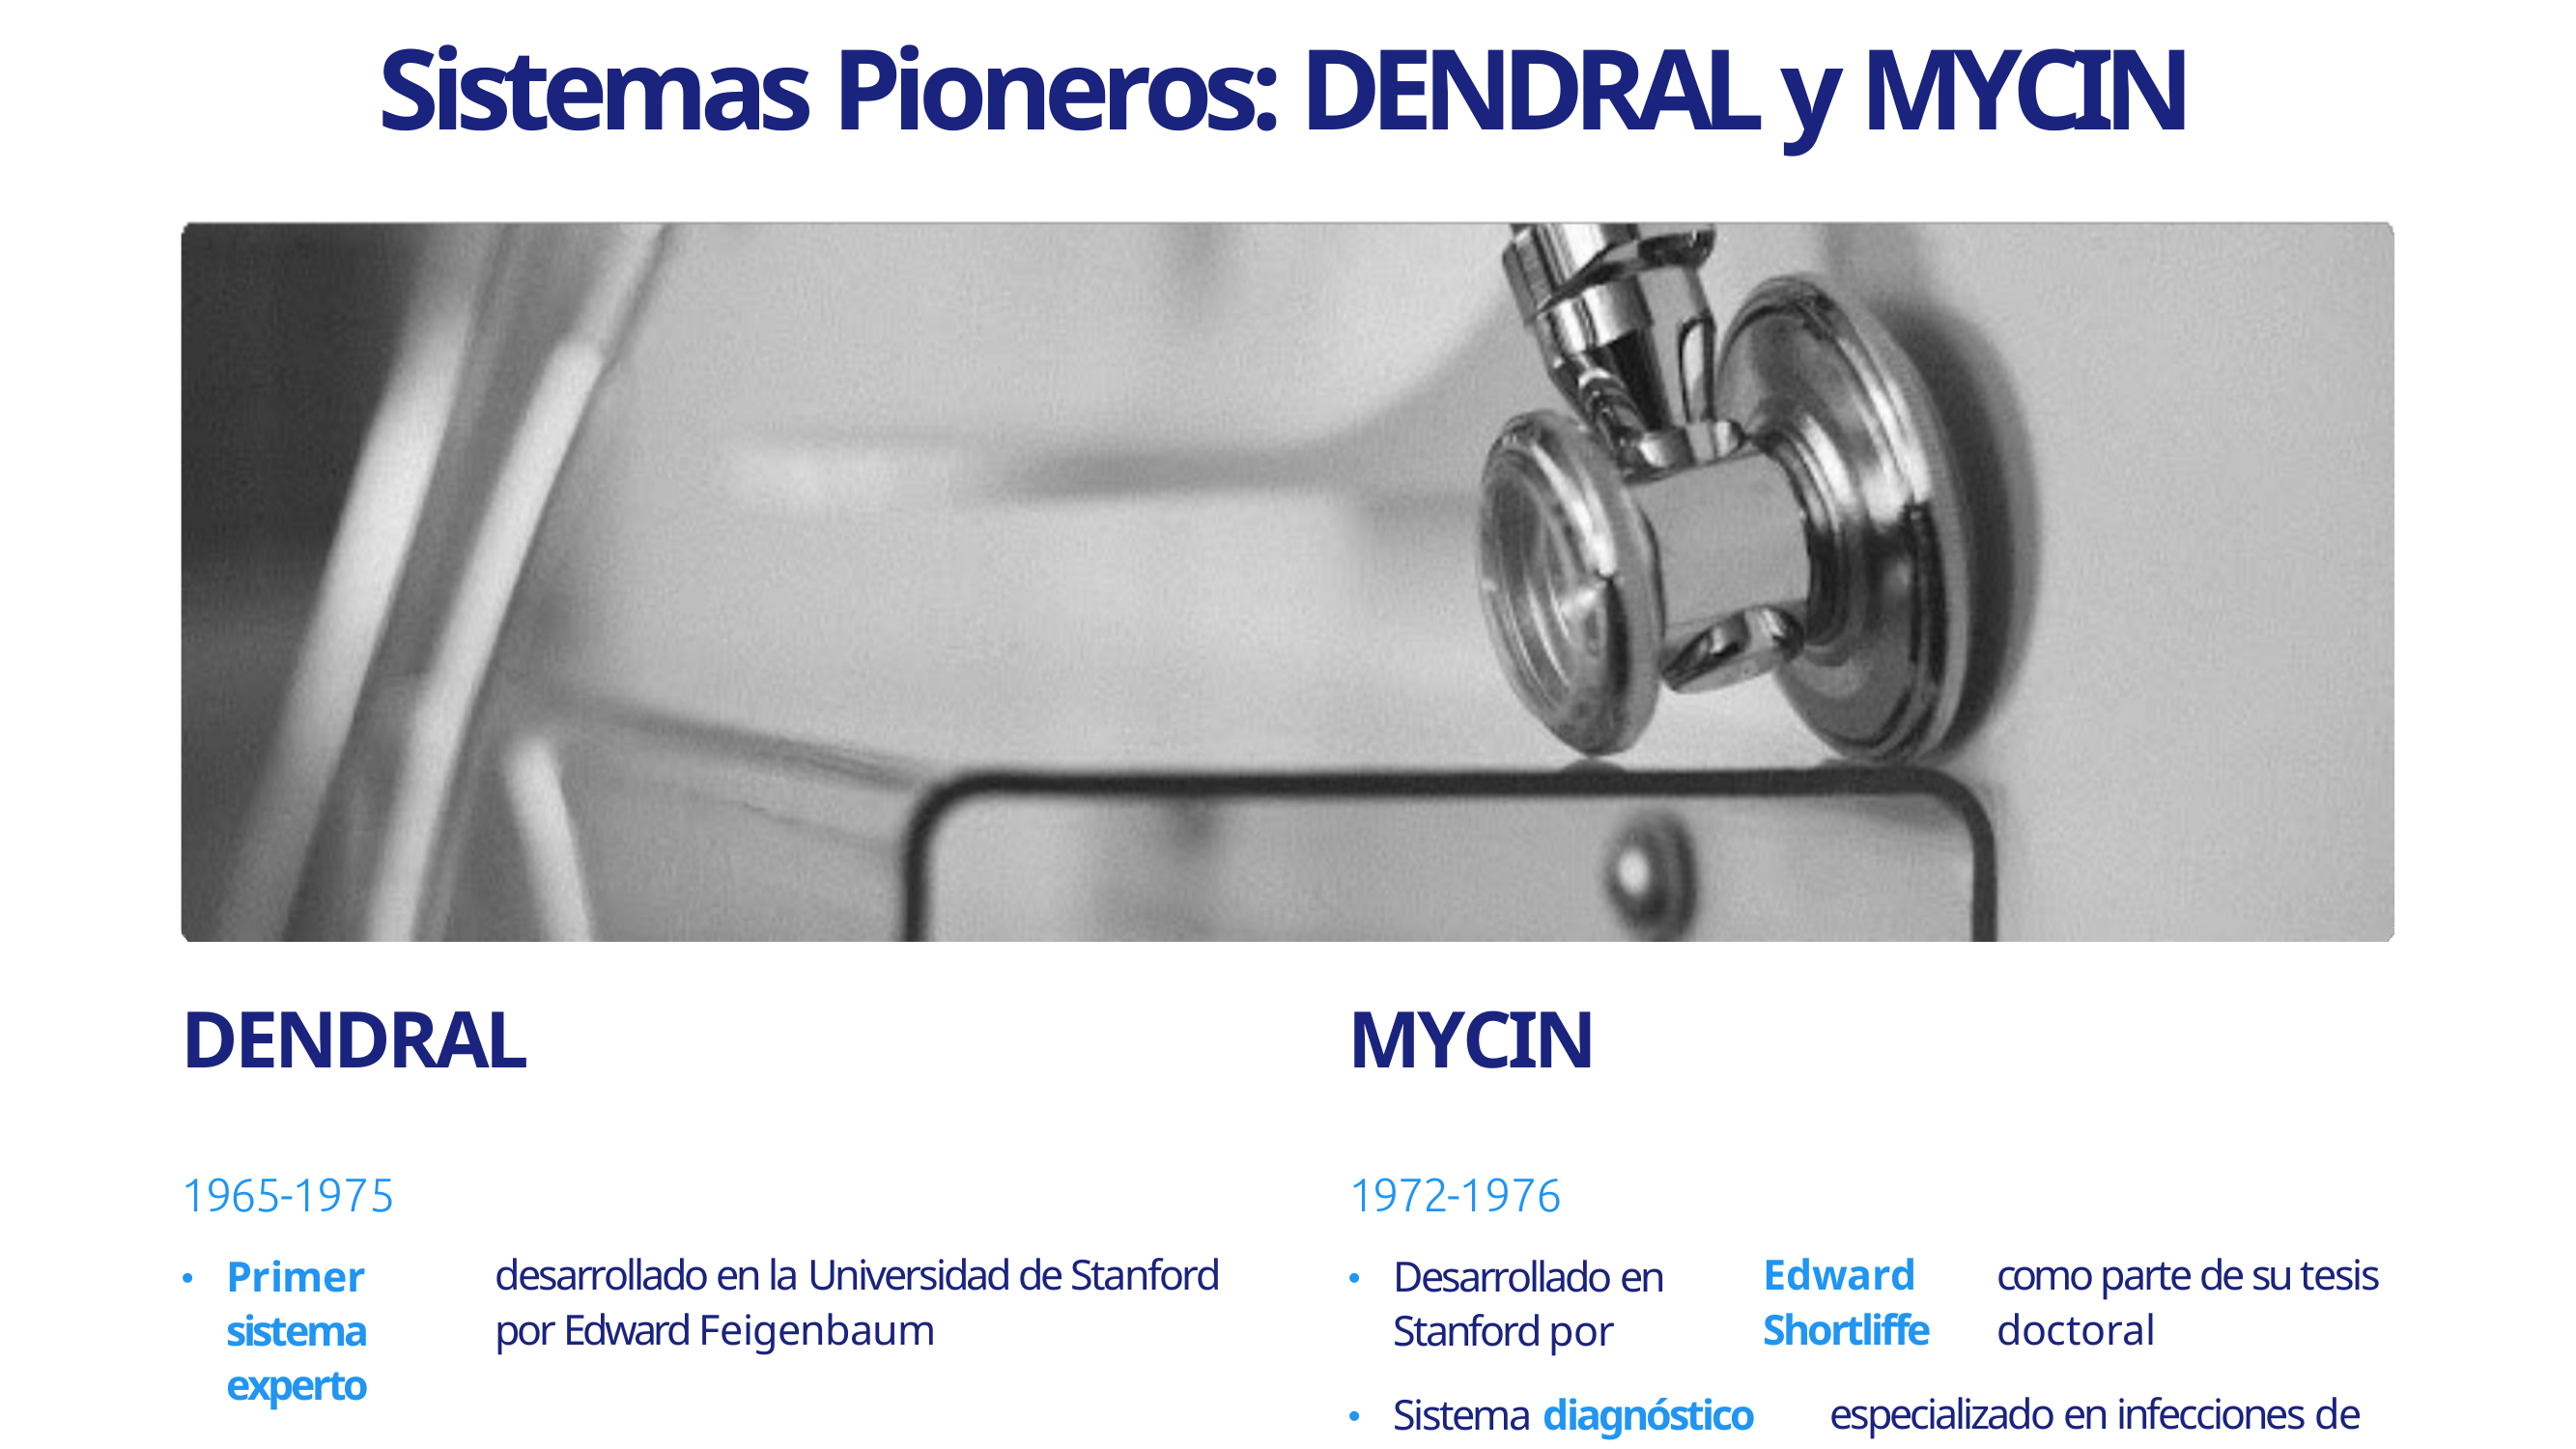 Sistemas Pioneros: DENDRAL y MYCIN
DENDRAL
1965-1975
• Primer desarrollado en la Universidad de Stanford
sistema por Edward Feigenbaum
experto
MYCIN
1972-1976
• Desarrollado en Edward como parte de su tesis
Stanford por Shortliffe doctoral
• Sistema diagnóstico especializado en infecciones de